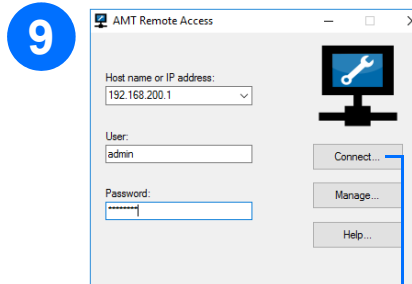 9
AMT Remote Access
Host name or IP address:
192.168.200.1
User:
admin
Connect...
Password:
********
Manage...
Help...